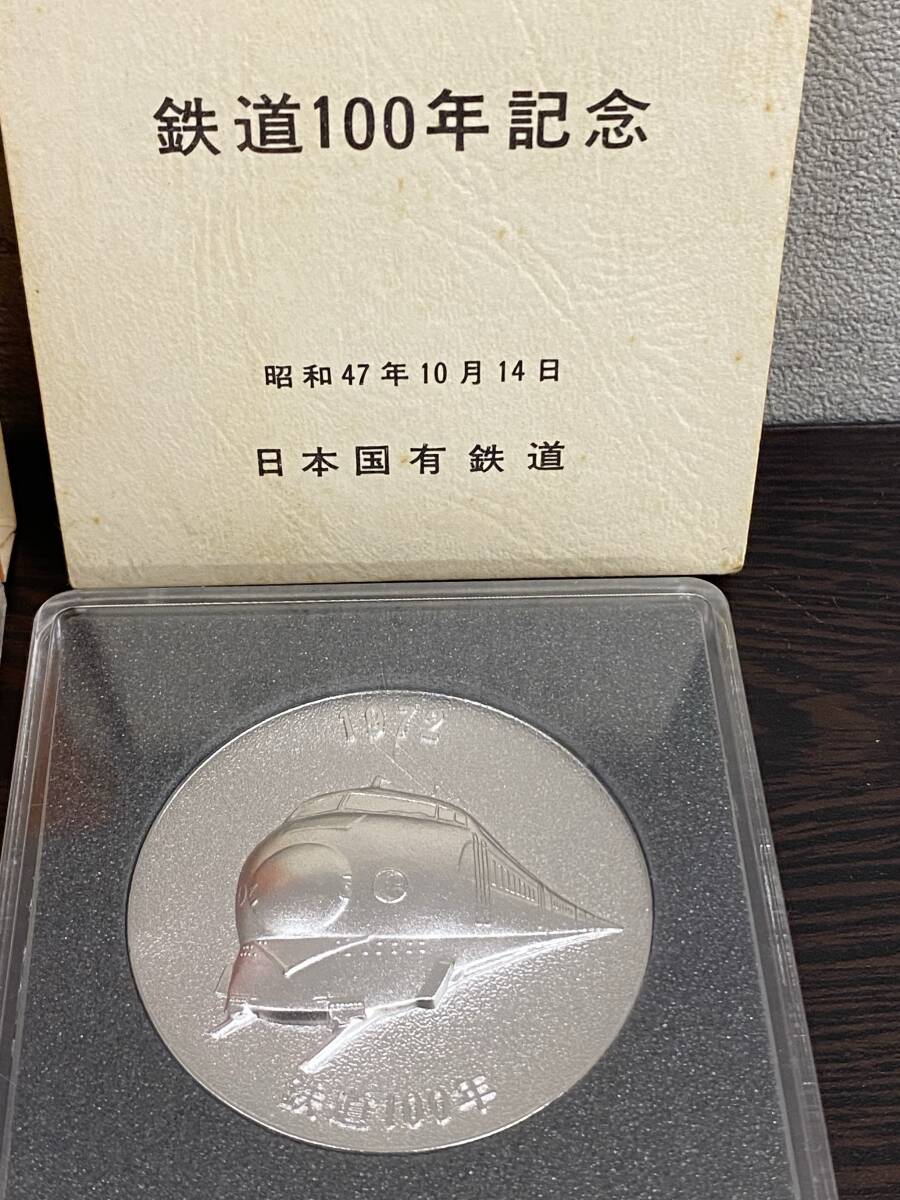 鉄道100年記念
昭和47年10月14日
日本国有鉄道
1972
鉄道100年